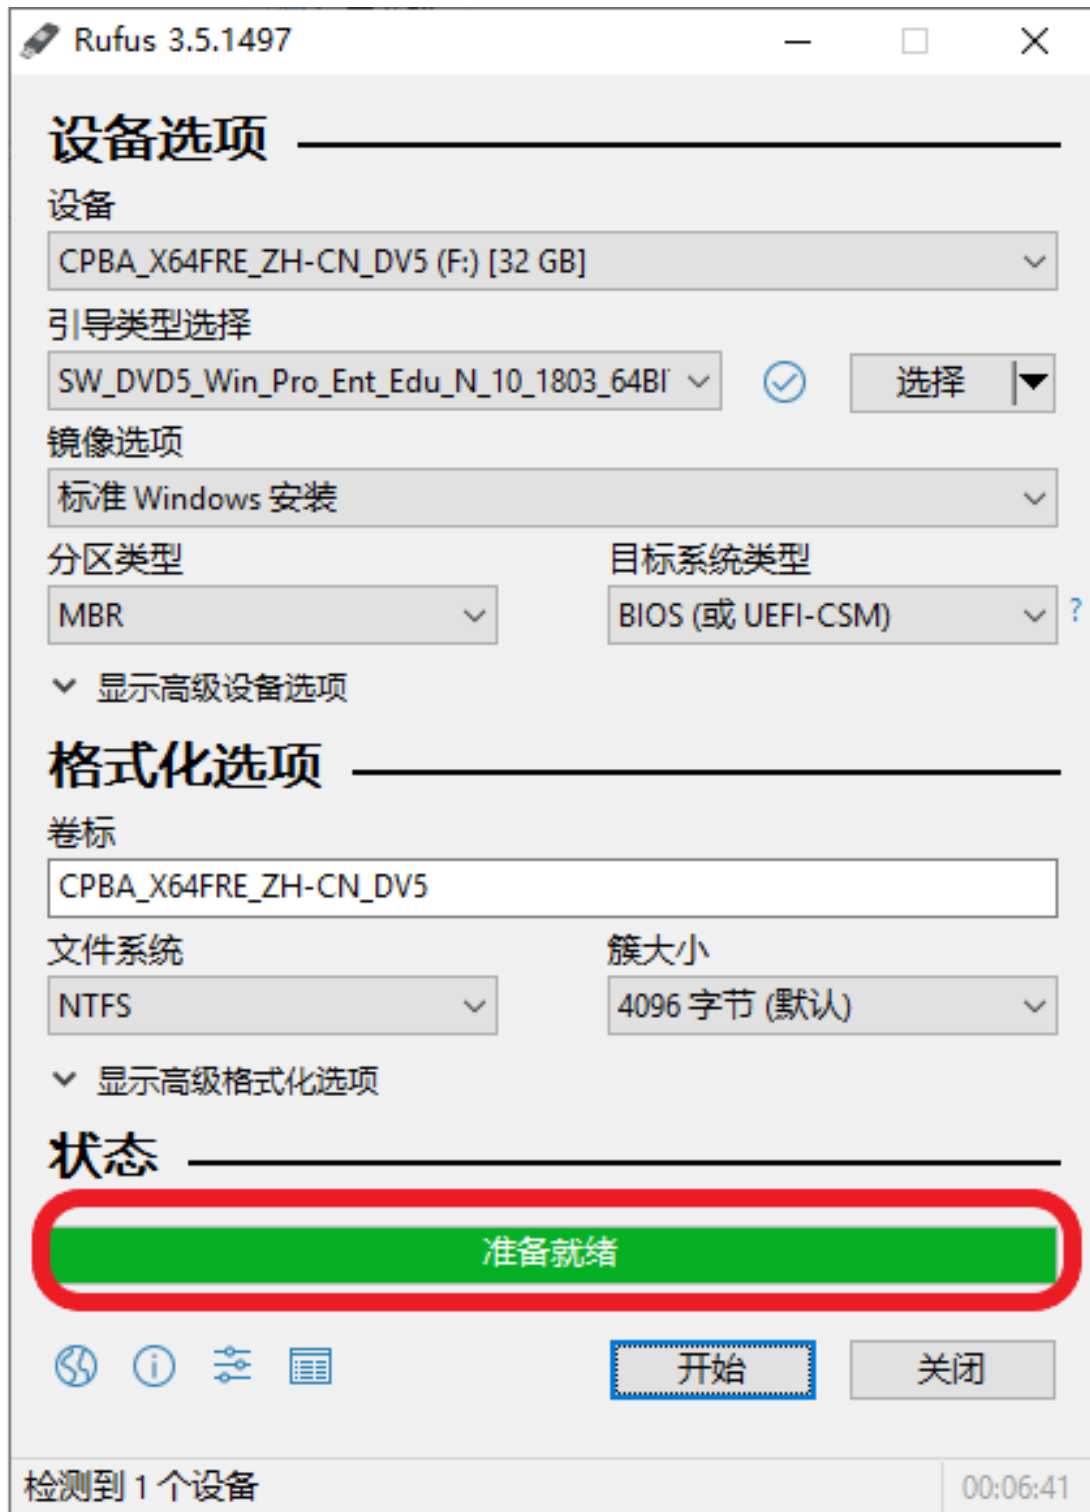 Rufus 3.5.1497
设备选项
设备
CPBA_X64FRE_ZH-CN_DV5 (F:) [32 GB]
引导类型选择
SW_DVD5_Win_Pro_Ent_Edu_N_10_1803_64BI
选择
镜像选项
标准 Windows 安装
分区类型
目标系统类型
MBR
BIOS (或 UEFI-CSM)
?
显示高级设备选项
格式化选项
卷标
CPBA_X64FRE_ZH-CN_DV5
文件系统
簇大小
NTFS
4096 字节 (默认)
显示高级格式化选项
状态
准备就绪
开始
关闭
检测到 1 个设备
00:06:41